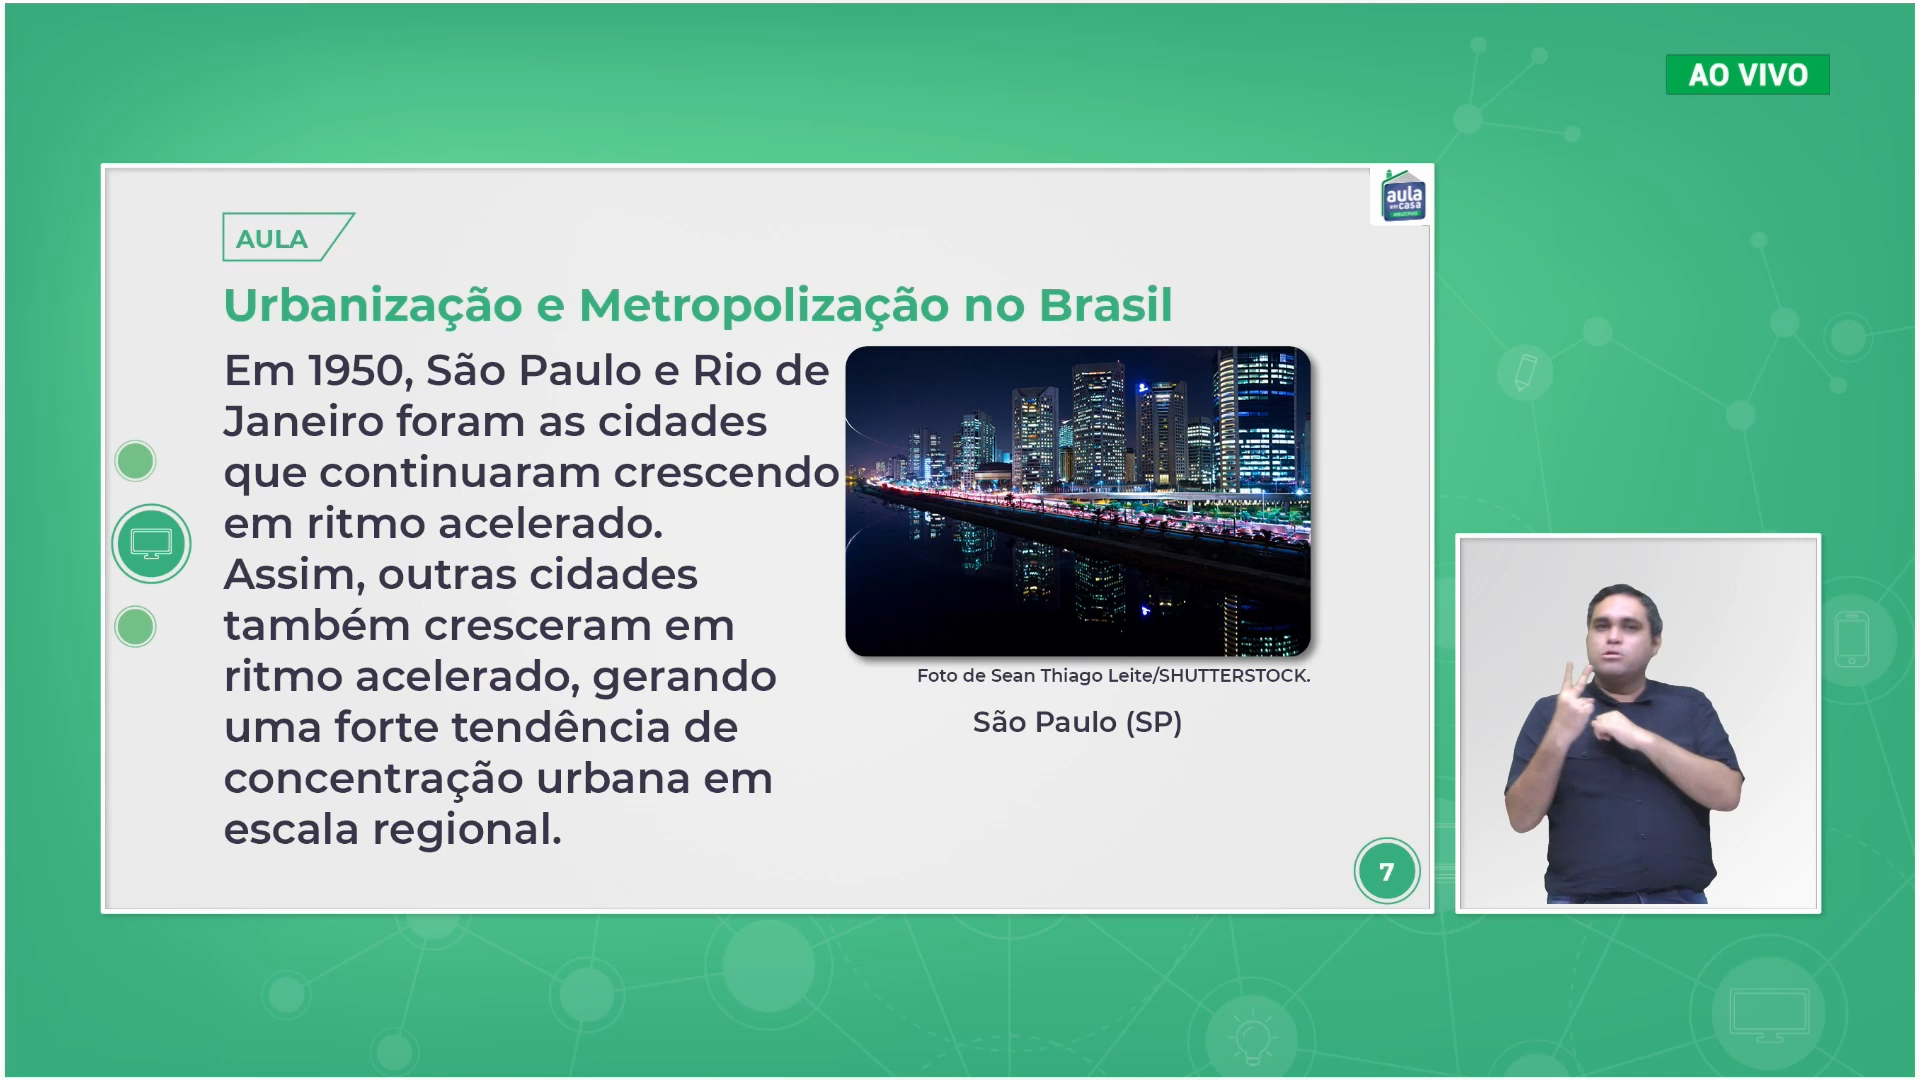 AO VIVO
aula
em casa
AULA
Urbanização e Metropolização no Brasil
Em 1950, São Paulo e Rio de
Janeiro foram as cidades
que continuaram crescendo
em ritmo acelerado.
Assim, outras cidades
também cresceram em
ritmo acelerado, gerando
uma forte tendência de
concentração urbana em
escala regional.
Foto de Sean Thiago Leite/SHUTTERSTOCK.
São Paulo (SP)
7